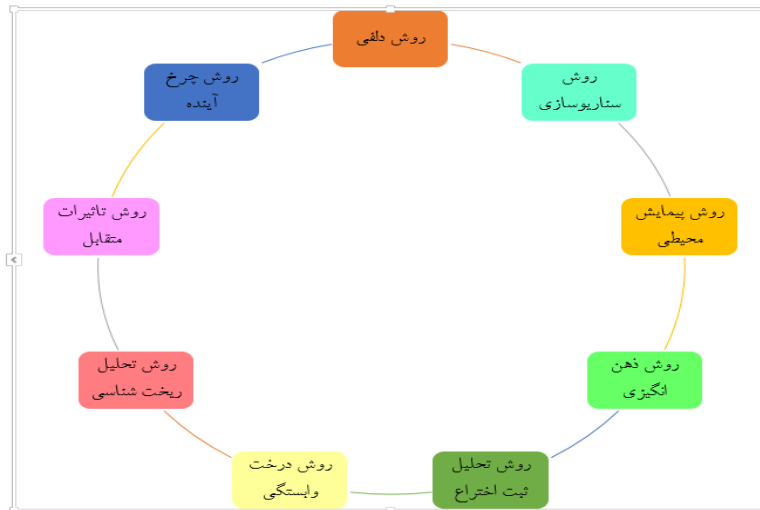 روش دلفی
روش
سناریوسازی
روش پیمایش
محیطی
روش ذهن
انگیزی
روش تحلیل
ثبت اختراع
روش درخت
وابستگی
روش تحلیل
ریخت شناسی
روش تاثیرات
متقابل
روش چرخ
آینده